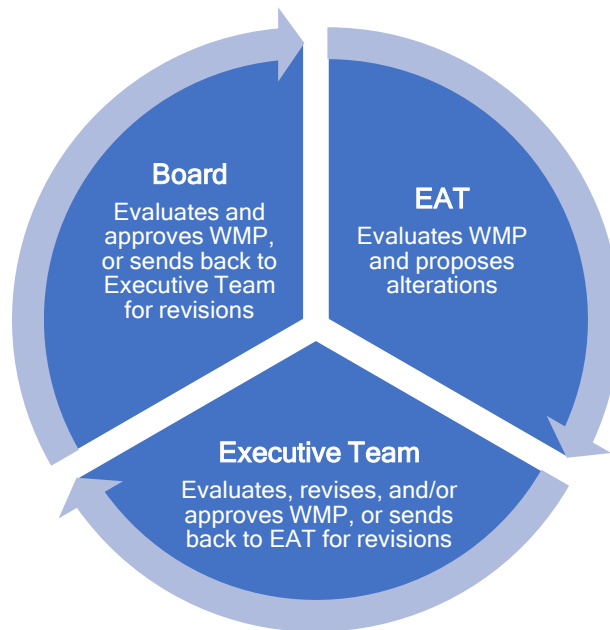 Board
Evaluates and
approves WMP,
or sends back to
Executive Team
for revisions
EAT
Evaluates WMP
and proposes
alterations
Executive Team
Evaluates, revises, and/or
approves WMP, or sends
back to EAT for revisions